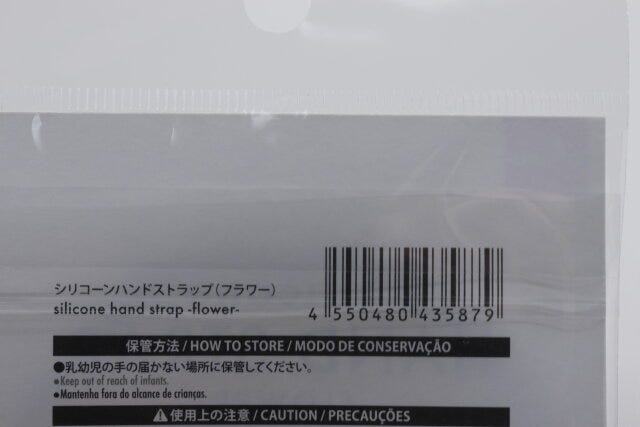 シリコーンハンドストラップ（フラワー）
silicone hand strap -flower-
4 550480 435879
保管方法 / HOW TO STORE / MODO DE CONSERVAÇÃO
●乳幼児の手の届かない場所に保管してください。
●Keep out of reach of infants.
●Mantenha fora do alcance de crianças.
⚠使用上の注意 / CAUTION / PRECAUÇÕES